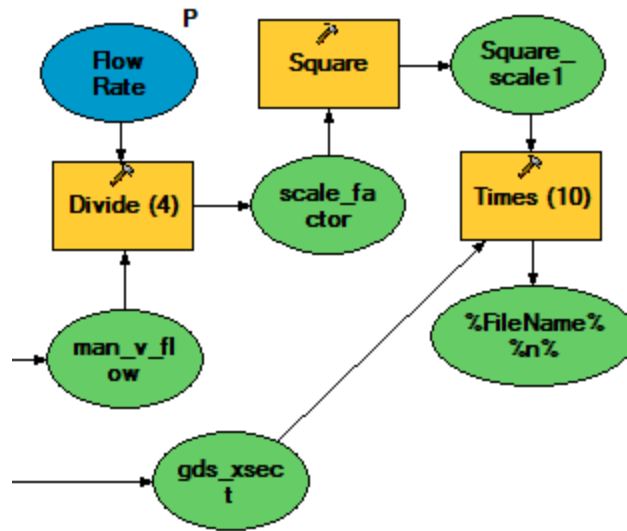 P
Flow
Rate
Square
Square_
scale1
Divide (4)
scale_fa
ctor
Times (10)
man_v_fl
ow
%FileName%
%n%
gds_xsec
t